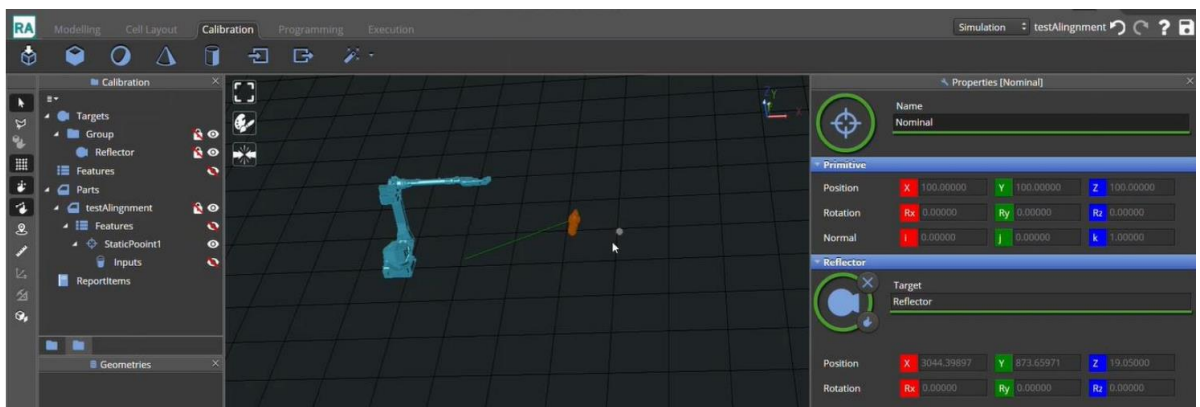 RA Modelling Cell Layout Calibration Programming Execution Simulation testAlingnment ?
Calibration ×
Targets
Group
Reflector
Features
Parts
testAlingnment
Features
StaticPooint1
Inputs
ReportItems
Geometries ×
Z Y X
Properties [Nominal] ×
Name
Nominal
Primitive
Position X 100.00000 Y 100.00000 Z 100.00000
Rotation Rx 0.00000 Ry 0.00000 Rz 0.00000
Normal i 0.00000 j 0.00000 k 1.00000
Reflector
Target
Reflector
Position X 3044.39897 Y 873.65971 Z 19.05000
Rotation Rx 0.00000 Ry 0.00000 Rz 0.00000